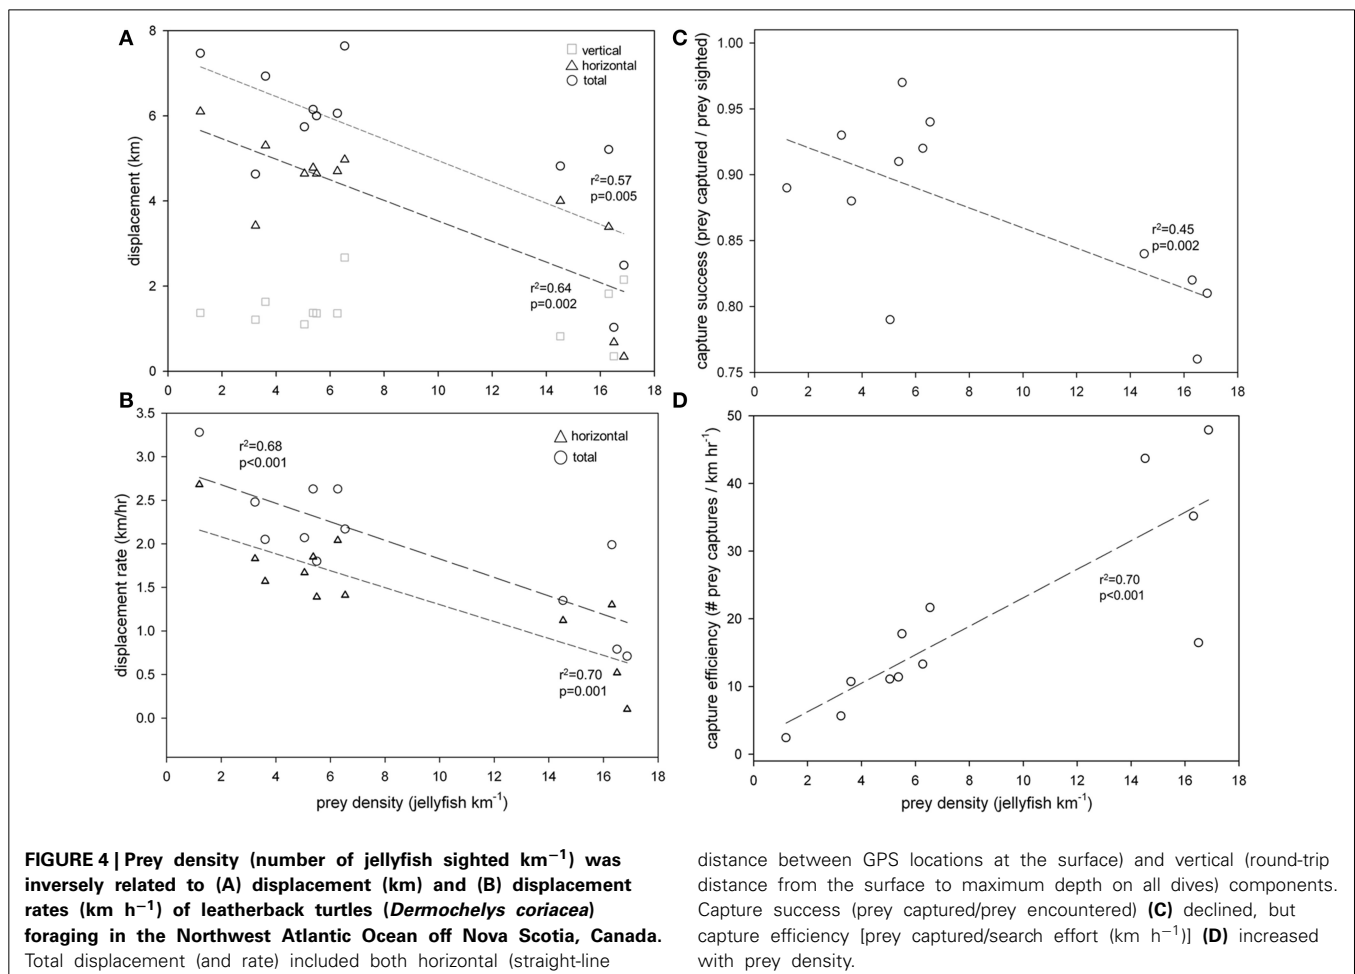 A
displacement (km)
8
6
4
2
0
vertical
horizontal
total
r²=0.57
p=0.005
r²=0.64
p=0.002
0 2 4 6 8 10 12 14 16 18
B
displacement rate (km/hr)
3.5
3.0
2.5
2.0
1.5
1.0
0.5
0.0
horizontal
total
r²=0.68
p<0.001
r²=0.70
p=0.001
0 2 4 6 8 10 12 14 16 18
prey density (jellyfish km⁻¹)
C
capture success (prey captured / prey sighted)
1.00
0.95
0.90
0.85
0.80
0.75
r²=0.45
p=0.002
0 2 4 6 8 10 12 14 16 18
D
capture efficiency (# prey captures / km hr⁻¹)
50
40
30
20
10
0
r²=0.70
p<0.001
0 2 4 6 8 10 12 14 16 18
prey density (jellyfish km⁻¹)
FIGURE 4 | Prey density (number of jellyfish sighted km⁻¹) was
inversely related to (A) displacement (km) and (B) displacement
rates (km h⁻¹) of leatherback turtles (Dermochelys coriacea)
foraging in the Northwest Atlantic Ocean off Nova Scotia, Canada.
Total displacement (and rate) included both horizontal (straight-line
distance between GPS locations at the surface) and vertical (round-trip
distance from the surface to maximum depth on all dives) components.
Capture success (prey captured/prey encountered) (C) declined, but
capture efficiency [prey captured/search effort (km h⁻¹)] (D) increased
with prey density.